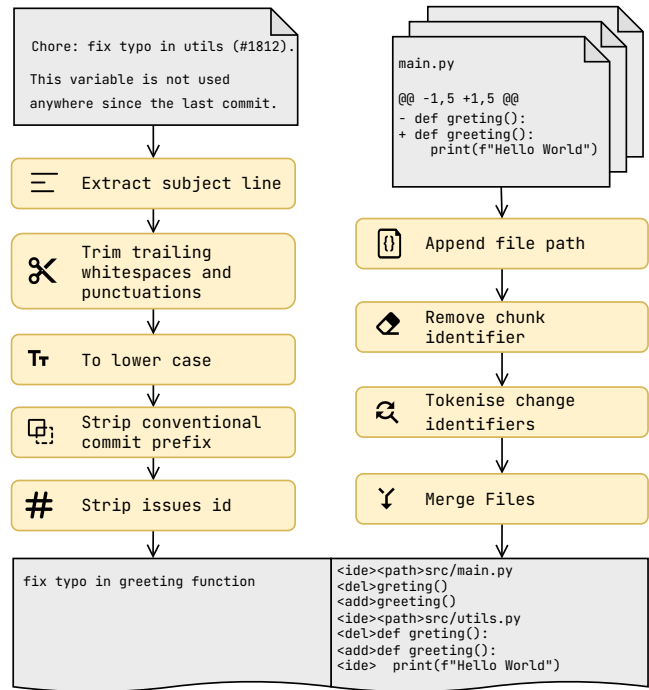 Chore: fix typo in utils (#1812).
This variable is not used
anywhere since the last commit.
Extract subject line
Trim trailing
whitespaces and
punctuations
To lower case
Strip conventional
commit prefix
Strip issues id
main.py
@@ -1,5 +1,5 @@
- def greting():
+ def greeting():
    print(f"Hello World")
Append file path
Remove chunk
identifier
Tokenise change
identifiers
Merge Files
fix typo in greeting function
<ide><path>src/main.py
<del>greting()
<add>greeting()
<ide><path>src/utils.py
<del>def greting():
<add>def greeting():
<ide>  print(f"Hello World")